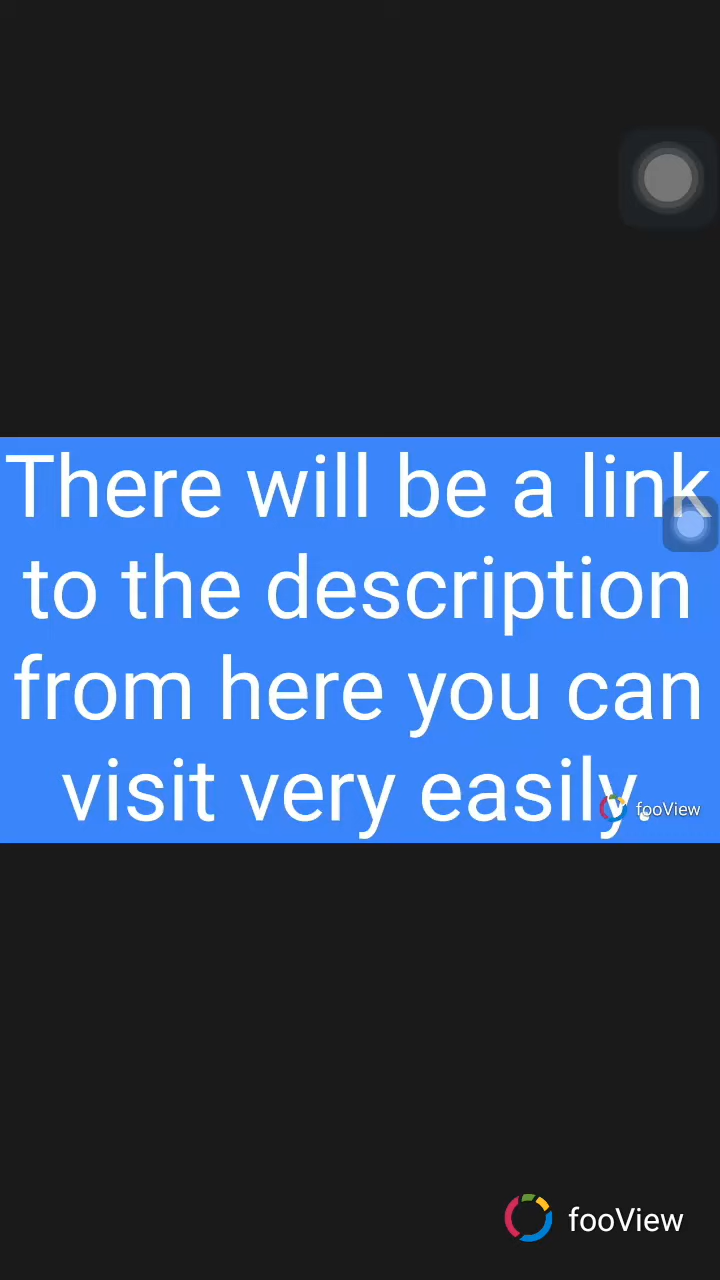 There will be a link
to the description
from here you can
visit very easily.
fooView
fooView